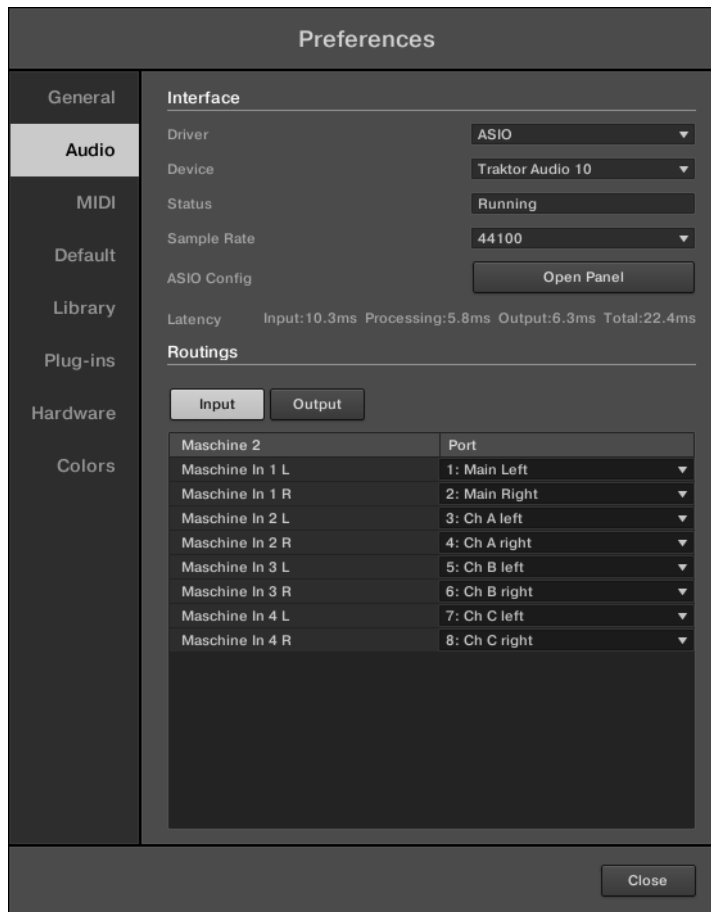 Preferences
General
Audio
MIDI
Default
Library
Plug-ins
Hardware
Colors
Interface
Driver ASIO
Device Traktor Audio 10
Status Running
Sample Rate 44100
ASIO Config Open Panel
Latency Input:10.3ms Processing:5.8ms Output:6.3ms Total:22.4ms
Routings
Input Output
Maschine 2 Port
Maschine In 1 L 1: Main Left
Maschine In 1 R 2: Main Right
Maschine In 2 L 3: Ch A left
Maschine In 2 R 4: Ch A right
Maschine In 3 L 5: Ch B left
Maschine In 3 R 6: Ch B right
Maschine In 4 L 7: Ch C left
Maschine In 4 R 8: Ch C right
Close